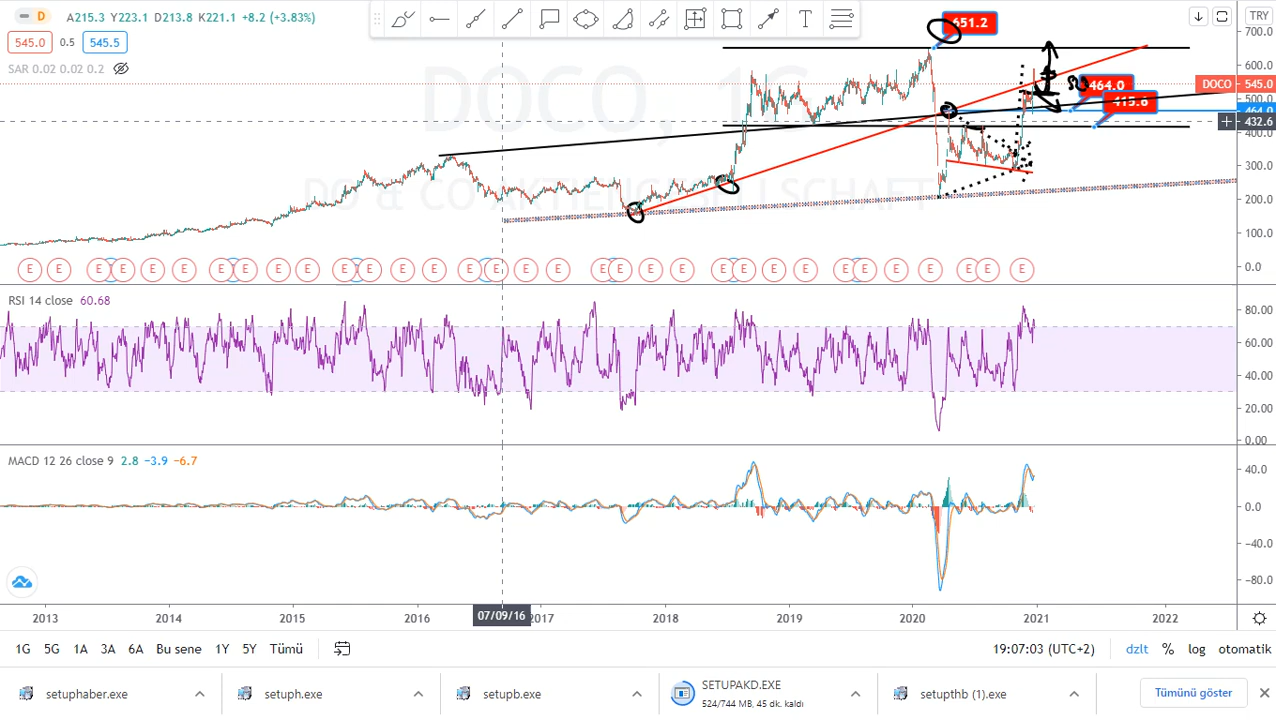 D A215.3 Y223.1 D213.8 K221.1 +8.2 (+3.83%)
545.0 0.5 545.5
SAR 0.02 0.02 0.2
TRY
DOCO, 1G
DO & CO AKTIENGESELLSCHAFT
651.2
464.0
415.6
700.0
600.0
DOCO 545.0
500.0
464.0
432.6
400.0
300.0
200.0
100.0
0.0
E E E E E E E E E E E E E E E E E E E E E E E E E E E E E E E E E E
RSI 14 close 60.68
80.00
60.00
40.00
20.00
0.00
MACD 12 26 close 9 2.8 −3.9 −6.7
40.0
0.0
−40.0
−80.0
2013 2014 2015 2016 07/09/16 2017 2018 2019 2020 2021 2022
1G 5G 1A 3A 6A Bu sene 1Y 5Y Tümü 19:07:03 (UTC+2) dzlt % log otomatik
setuphaber.exe setuph.exe setupb.exe SETUPAKD.EXE setupthb (1).exe Tümünü göster
524/744 MB, 45 dk. kaldı